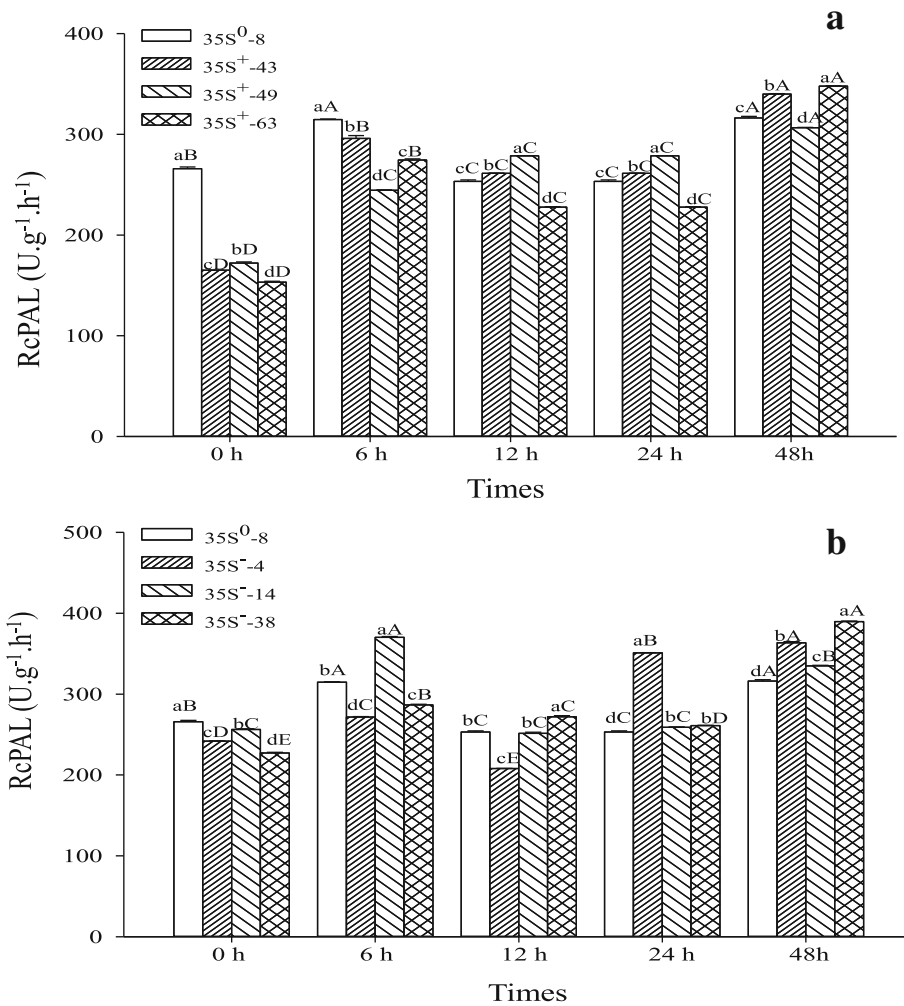 a
400
300
200
100
0
RcPAL (U.g⁻¹.h⁻¹)
35S⁰-8
35S⁺-43
35S⁺-49
35S⁺-63
aB cD bD dD
aA bB dC cB
cC bC aC dC
cC bC aC dC
cA bA dA aA
0 h 6 h 12 h 24 h 48h
Times
b
500
400
300
200
100
0
RcPAL (U.g⁻¹.h⁻¹)
35S⁰-8
35S⁻-4
35S⁻-14
35S⁻-38
aB cD bC dE
bA dC aA cB
bC cE bC aC
dC aB bC bD
dA bA cB aA
0 h 6 h 12 h 24 h 48h
Times